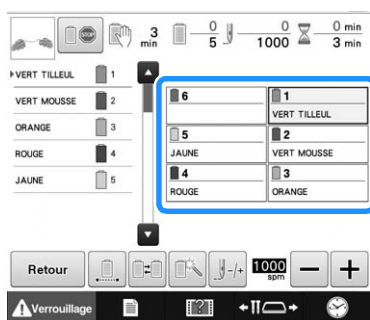 STOP
3
min
0
5
0
1000
0 min
3 min
VERT TILLEUL 1
VERT MOUSSE 2
ORANGE 3
ROUGE 4
JAUNE 5
6
1
VERT TILLEUL
5
JAUNE
2
VERT MOUSSE
4
ROUGE
3
ORANGE
Retour
-/+
1000
spm
− +
Verrouillage
?